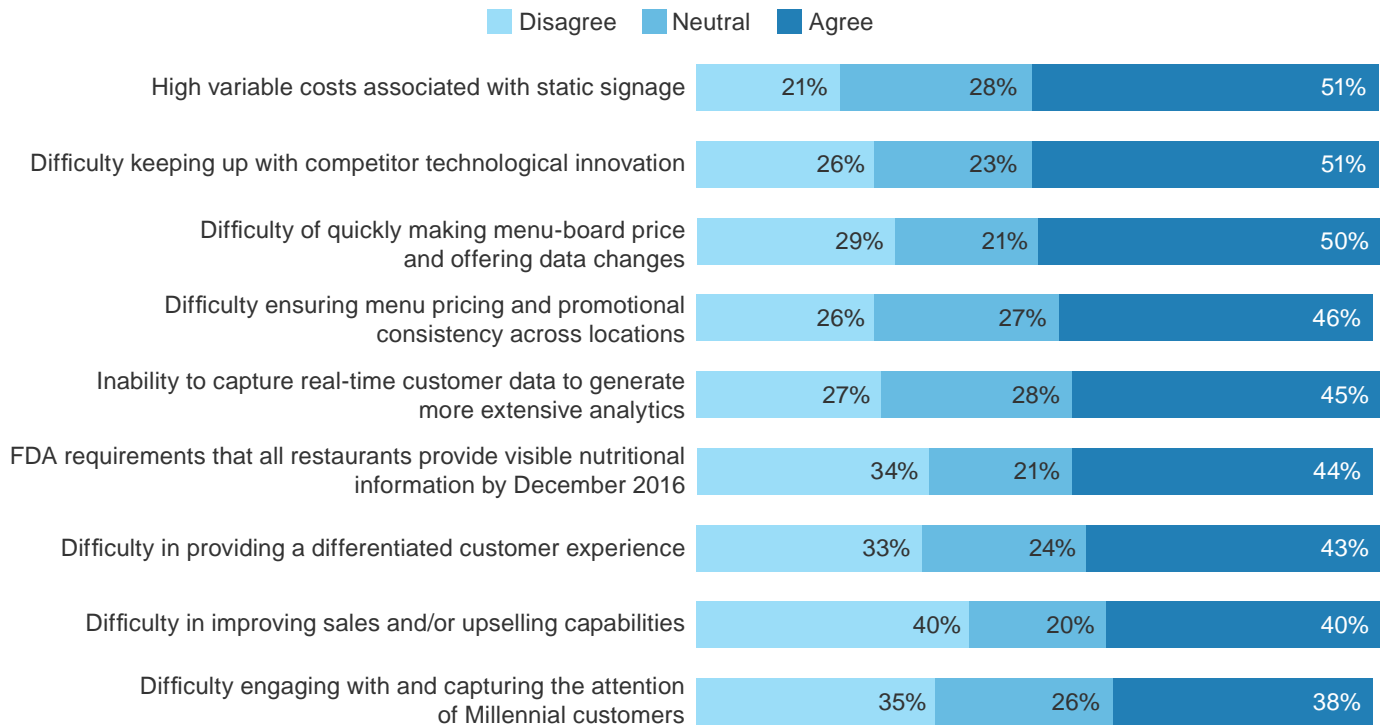 Disagree Neutral Agree
High variable costs associated with static signage 21% 28% 51%
Difficulty keeping up with competitor technological innovation 26% 23% 51%
Difficulty of quickly making menu-board price
and offering data changes 29% 21% 50%
Difficulty ensuring menu pricing and promotional
consistency across locations 26% 27% 46%
Inability to capture real-time customer data to generate
more extensive analytics 27% 28% 45%
FDA requirements that all restaurants provide visible nutritional
information by December 2016 34% 21% 44%
Difficulty in providing a differentiated customer experience 33% 24% 43%
Difficulty in improving sales and/or upselling capabilities 40% 20% 40%
Difficulty engaging with and capturing the attention
of Millennial customers 35% 26% 38%